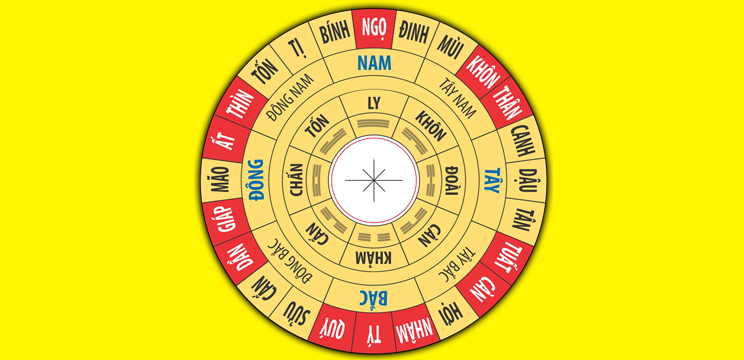 NGỌ
ĐINH
MÙI
KHÔN
THÂN
CANH
DẬU
TÂN
TUẤT
CÀN
HỢI
NHÂM
TÝ
QUÝ
SỬU
CẤN
DẦN
GIÁP
MÃO
ẤT
THÌN
TỐN
TỊ
BÍNH
NAM
TÂY NAM
TÂY
TÂY BẮC
BẮC
ĐÔNG BẮC
ĐÔNG
ĐÔNG NAM
LY
KHÔN
ĐOÀI
CÀN
KHẢM
CẤN
CHẤN
TỐN